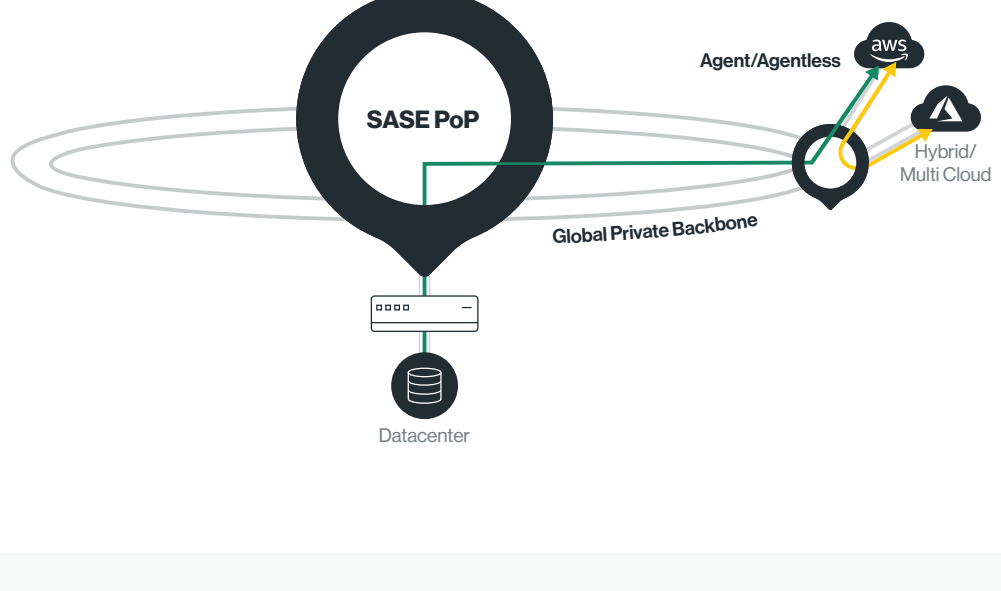 aws
Agent/Agentless
SASE PoP
Hybrid/
Multi Cloud
Global Private Backbone
Datacenter